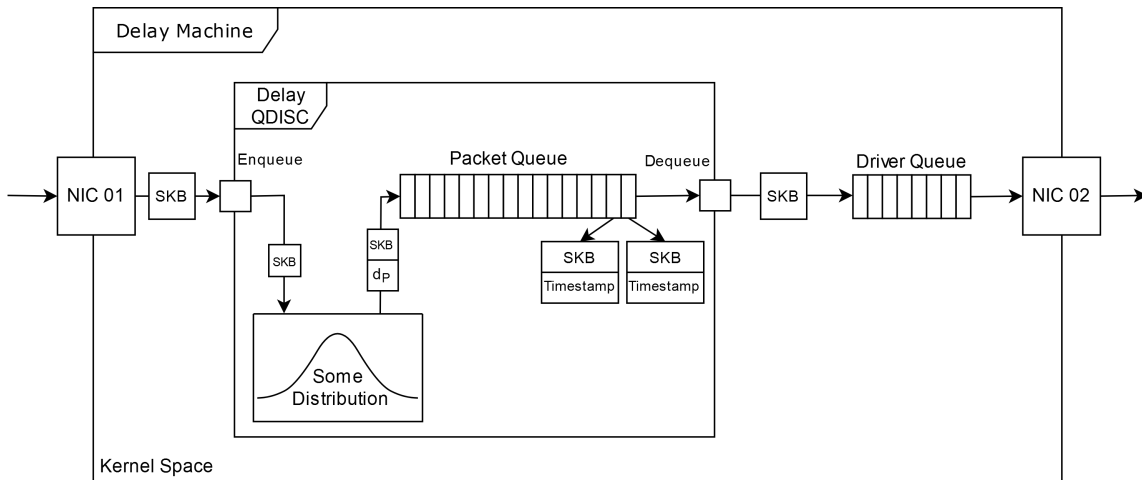 Delay Machine
Delay
QDISC
Enqueue
Packet Queue
Dequeue
Driver Queue
NIC 01
SKB
SKB
NIC 02
SKB
SKB
dP
SKB
Timestamp
SKB
Timestamp
Some
Distribution
Kernel Space